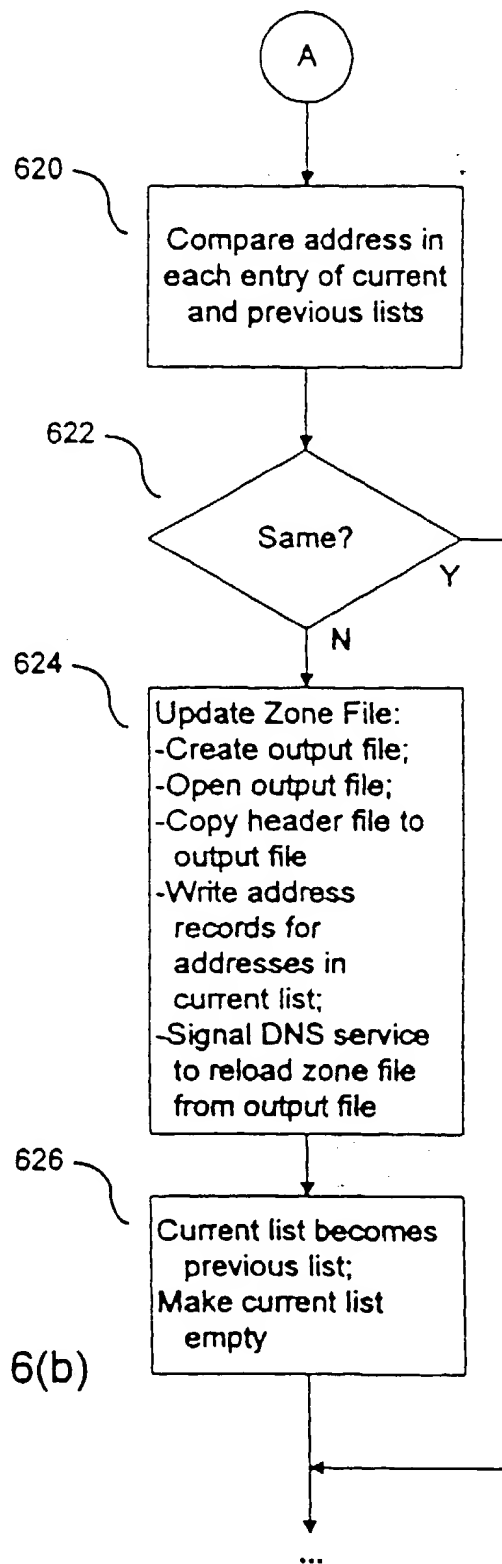 A
620
Compare address in
each entry of current
and previous lists
622
Same?
Y
N
624
Update Zone File:
-Create output file;
-Open output file;
-Copy header file to
output file
-Write address
records for
addresses in
current list;
-Signal DNS service
to reload zone file
from output file
626
Current list becomes
previous list;
Make current list
empty
6(b)
...